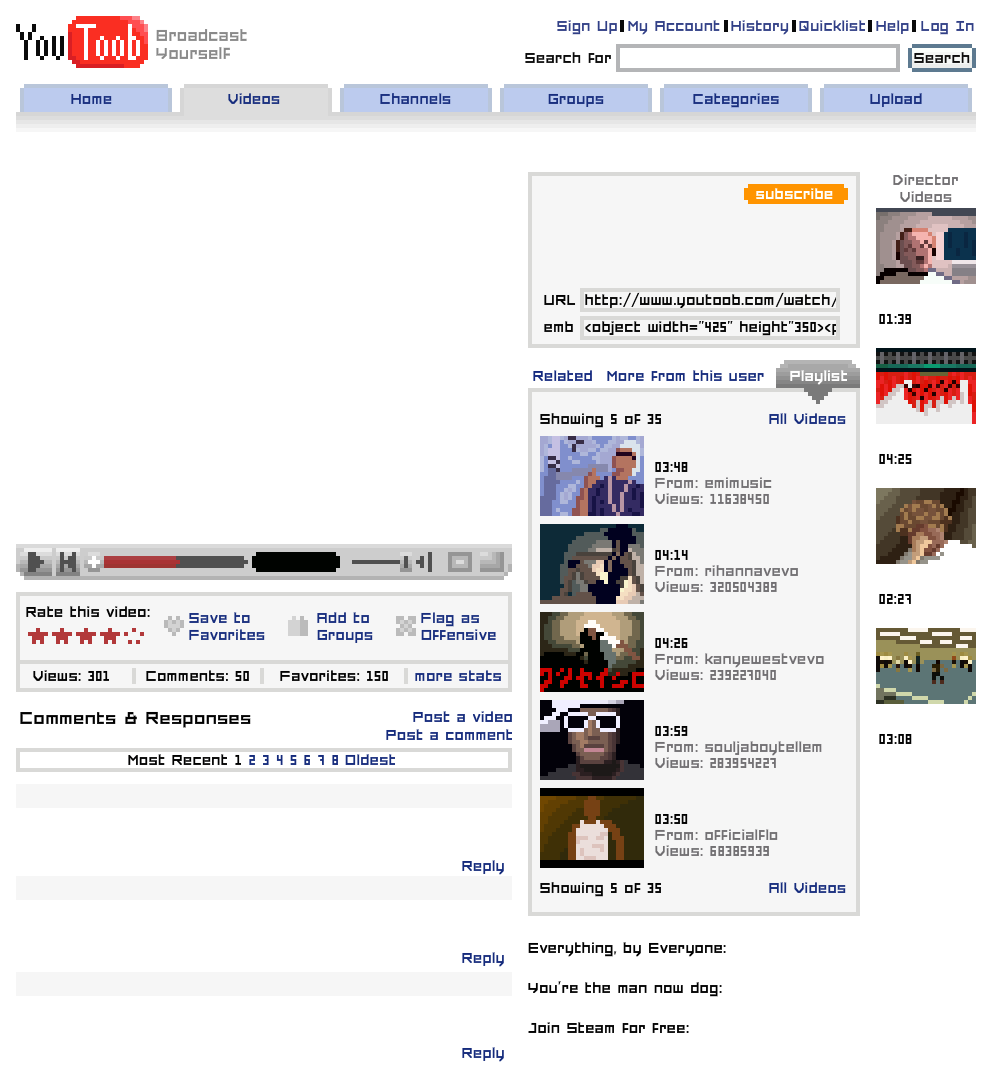 YouToob Broadcast Yourself
Sign Up My Account History Quicklist Help Log In
Search for Search
Home Videos Channels Groups Categories Upload
subscribe
URL http://www.youtoob.com/watch/
emb <object width="425" height"350><p
Related More from this user Playlist
Showing 5 of 35 All Videos
03:48
From: emimusic
Views: 11638450
04:14
From: rihannavevo
Views: 320504389
04:26
From: kanyewestvevo
Views: 239227040
03:59
From: souljaboytellem
Views: 283954227
03:50
From: officialflo
Views: 68385939
Showing 5 of 35 All Videos
Everything, by Everyone:
You're the man now dog:
Join Steam for free:
Director
Videos
01:39
04:25
02:27
03:08
Rate this video:
Save to
Favorites
Add to
Groups
Flag as
Offensive
Views: 301 Comments: 50 Favorites: 150 more stats
Comments & Responses
Post a video
Post a comment
Most Recent 1 2 3 4 5 6 7 8 Oldest
Reply
Reply
Reply